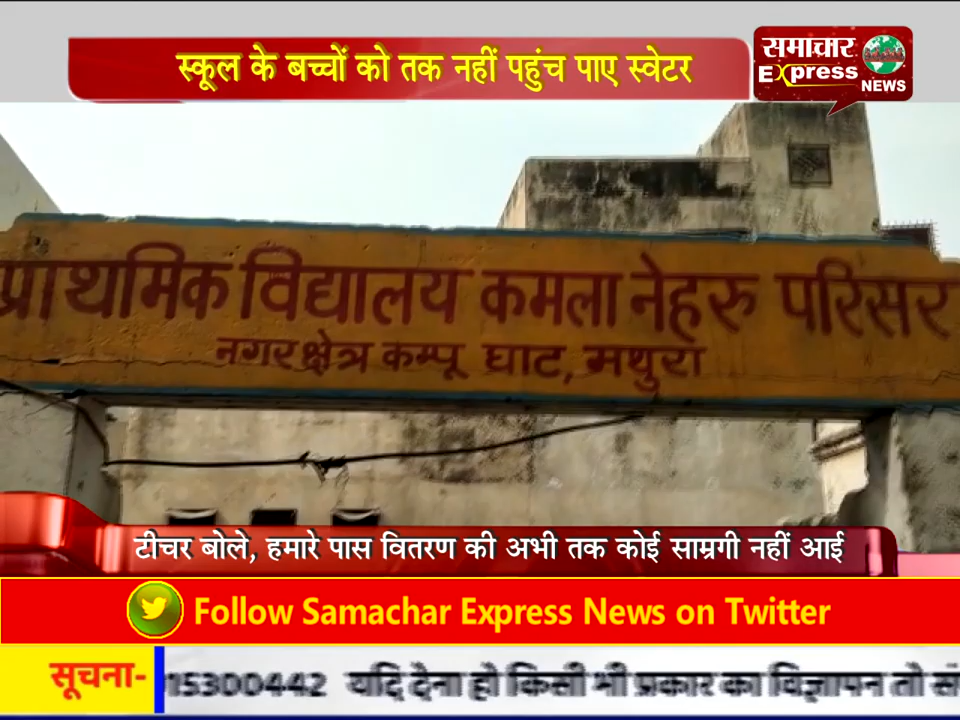 स्कूल के बच्चों को तक नहीं पहुंच पाए स्वेटर
समाचार
Express
NEWS
प्राथमिक विद्यालय कमला नेहरु परिसर
नगर क्षेत्र कम्पू घाट, मथुरा
टीचर बोले, हमारे पास वितरण की अभी तक कोई साम्रगी नहीं आई
Follow Samachar Express News on Twitter
सूचना- 15300442 यदि देना हो किसी भी प्रकार का विज्ञापन तो